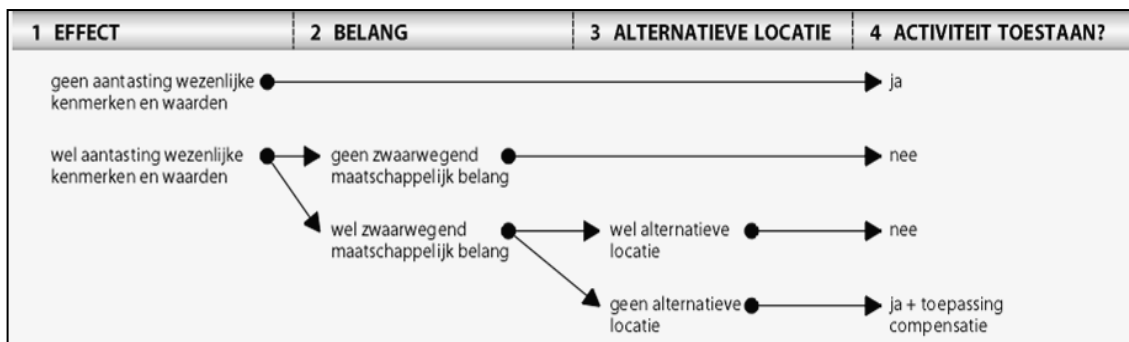 1 EFFECT
2 BELANG
3 ALTERNATIEVE LOCATIE
4 ACTIVITEIT TOESTAAN?
geen aantasting wezenlijke
kenmerken en waarden
ja
wel aantasting wezenlijke
kenmerken en waarden
geen zwaarwegend
maatschappelijk belang
nee
wel zwaarwegend
maatschappelijk belang
wel alternatieve
locatie
nee
geen alternatieve
locatie
ja + toepassing
compensatie